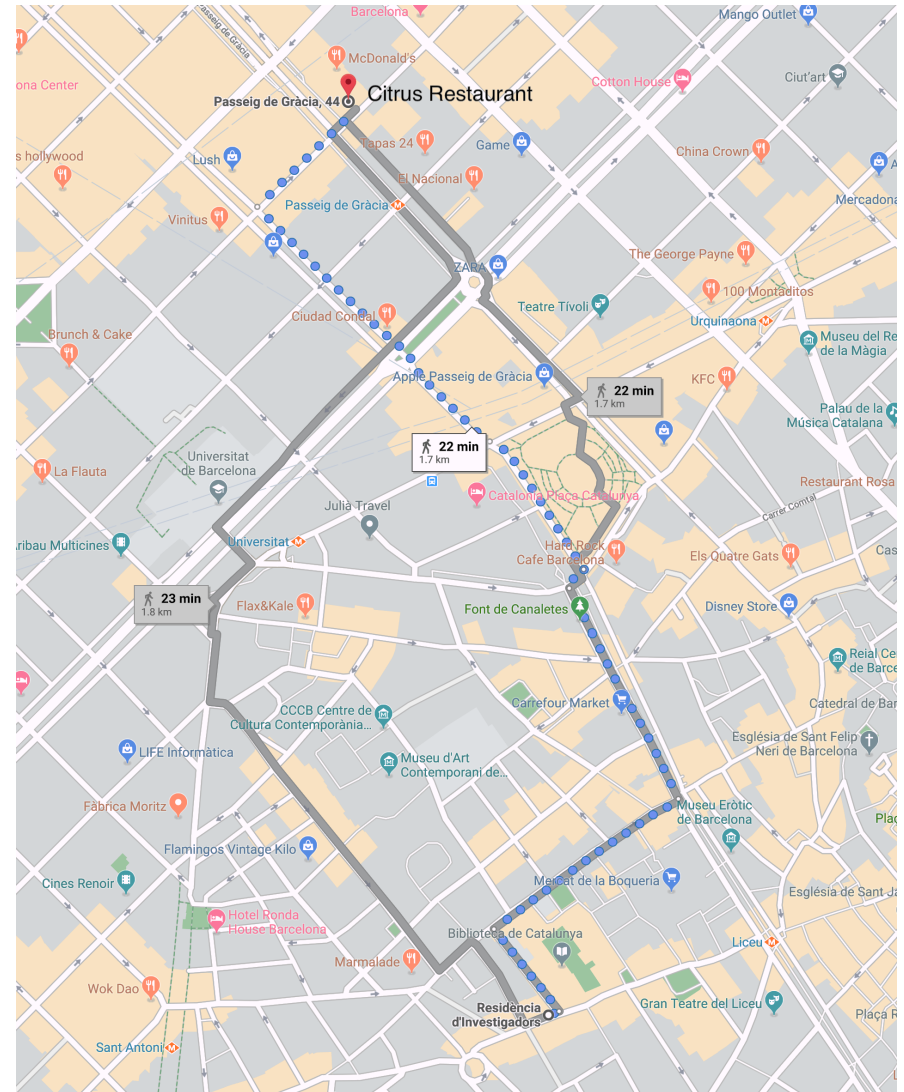 Barcelona
Mango Outlet
Passeig de Gràcia
McDonald's
ona Center
Cotton House
Ciut'art
Passeig de Gràcia, 44
Citrus Restaurant
Tapas 24
Game
China Crown
Lush
s hollywood
El Nacional
Mercadona
Passeig de Gràcia
Vinitus
The George Payne
ZARA
100 Montaditos
Teatre Tívoli
Ciudad Condal
Urquinaona
Brunch & Cake
Museu del Re
de la Màgia
Apple Passeig de Gràcia
KFC
22 min
1.7 km
Palau de la
Música Catalana
22 min
1.7 km
Universitat
de Barcelona
La Flauta
Restaurant Rosa
Catalonia Plaça Catalunya
Julià Travel
Carrer Comtal
Universitat
Aribau Multicines
Hard Rock
Cafe Barcelona
Els Quatre Gats
Cas
23 min
1.8 km
Flax&Kale
Font de Canaletes
Disney Store
Reial Ce
de Barce
Carrefour Market
Catedral de Bar
CCCB Centre de
Cultura Contemporània...
Església de Sant Felip
Neri de Barcelona
LIFE Informàtica
Museu d'Art
Contemporani de...
Fàbrica Moritz
Museu Eròtic
de Barcelona
Plaç
Flamingos Vintage Kilo
Cines Renoir
Mercat de la Boqueria
Església de Sant Ja
Hotel Ronda
House Barcelona
Biblioteca de Catalunya
Liceu
Marmalade
Wok Dao
Residència
d'Investigadors
Gran Teatre del Liceu
Plaça R
Sant Antoni